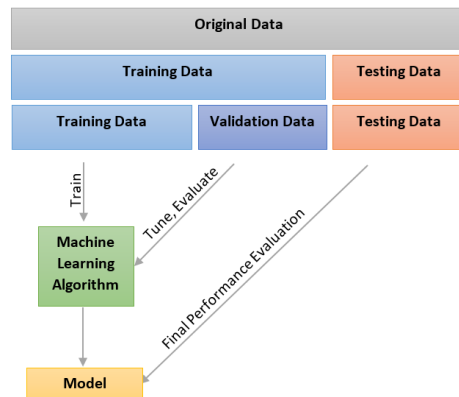 Original Data
Training Data
Testing Data
Training Data
Validation Data
Testing Data
Train
Tune, Evaluate
Final Performance Evaluation
Machine
Learning
Algorithm
Model